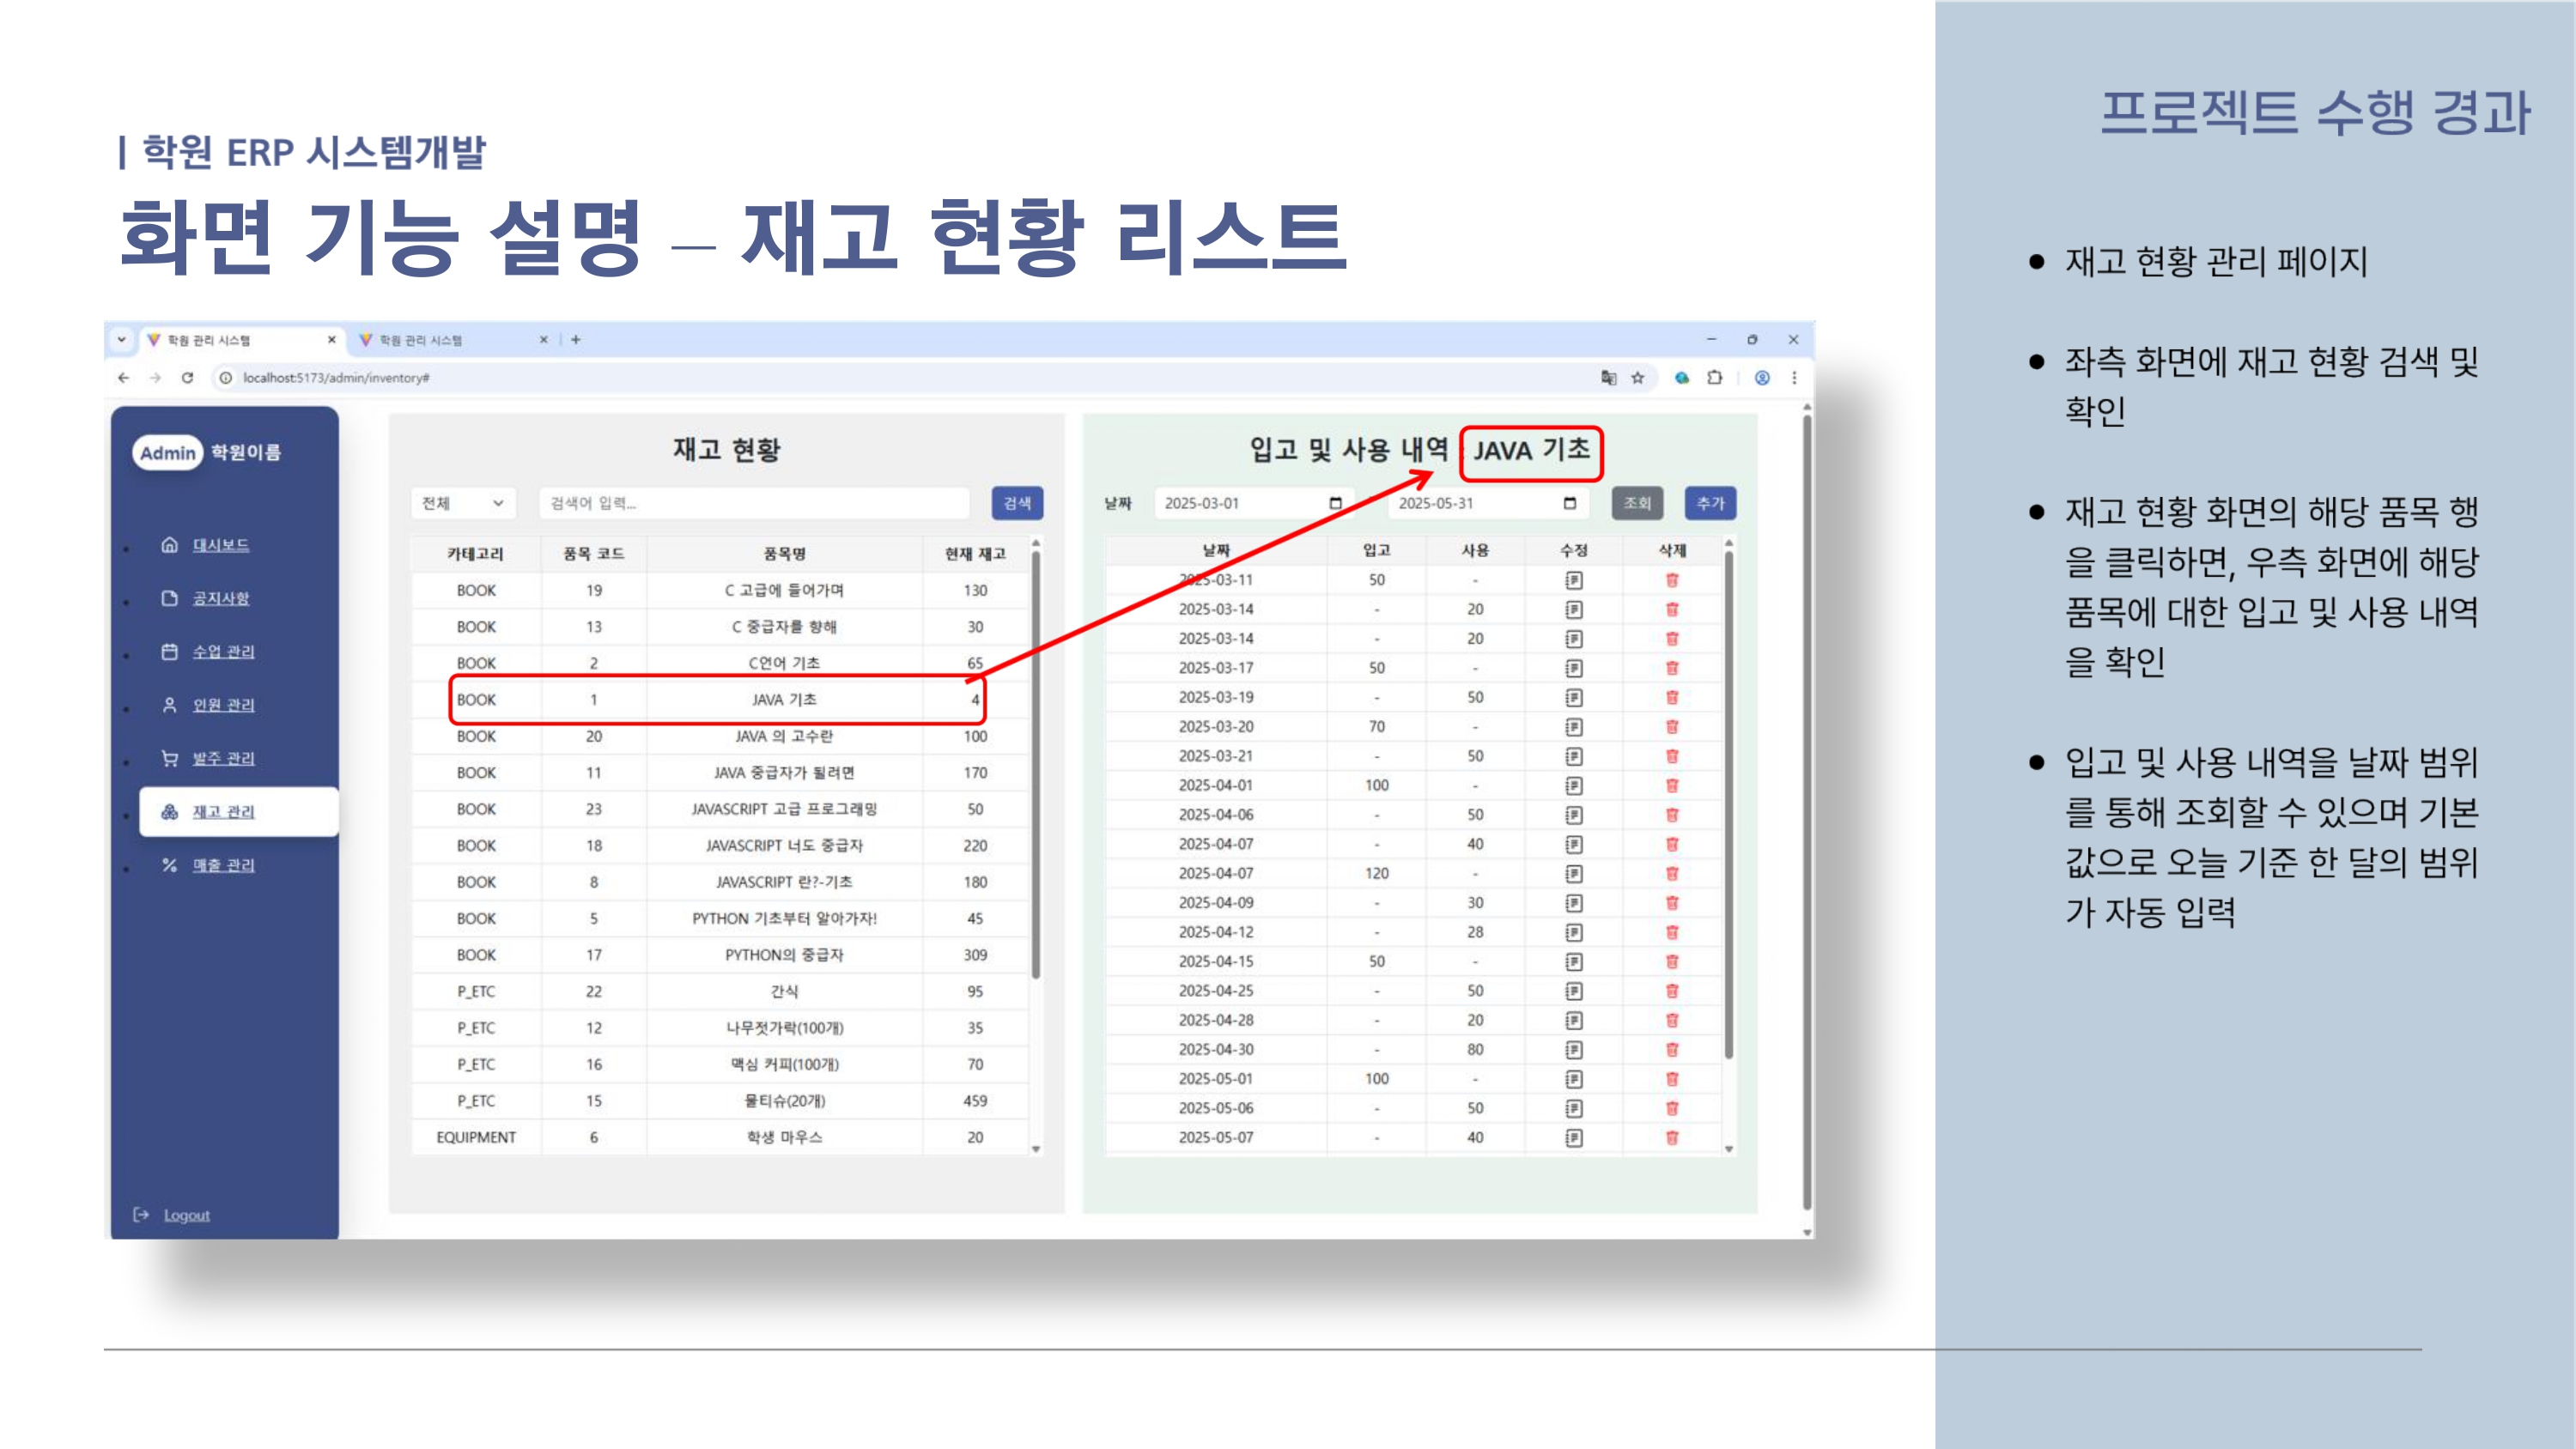 프로젝트 수행 경과
| 학원 ERP 시스템개발
화면 기능 설명 – 재고 현황 리스트
학원 관리 시스템
학원 관리 시스템
localhost:5173/admin/inventory#
Admin 학원이름
대시보드
공지사항
수업 관리
인원 관리
발주 관리
재고 관리
매출 관리
Logout
재고 현황
전체 검색어 입력... 검색
카테고리 품목 코드 품목명 현재 재고
BOOK 19 C 고급에 들어가며 130
BOOK 13 C 중급자를 향해 30
BOOK 2 C언어 기초 65
BOOK 1 JAVA 기초 4
BOOK 20 JAVA 의 고수란 100
BOOK 11 JAVA 중급자가 될려면 170
BOOK 23 JAVASCRIPT 고급 프로그래밍 50
BOOK 18 JAVASCRIPT 너도 중급자 220
BOOK 8 JAVASCRIPT 란?-기초 180
BOOK 5 PYTHON 기초부터 알아가자! 45
BOOK 17 PYTHON의 중급자 309
P_ETC 22 간식 95
P_ETC 12 나무젓가락(100개) 35
P_ETC 16 맥심 커피(100개) 70
P_ETC 15 물티슈(20개) 459
EQUIPMENT 6 학생 마우스 20
입고 및 사용 내역 JAVA 기초
날짜 2025-03-01 2025-05-31 조회 추가
날짜 입고 사용 수정 삭제
2025-03-11 50 -
2025-03-14 - 20
2025-03-14 - 20
2025-03-17 50 -
2025-03-19 - 50
2025-03-20 70 -
2025-03-21 - 50
2025-04-01 100 -
2025-04-06 - 50
2025-04-07 - 40
2025-04-07 120 -
2025-04-09 - 30
2025-04-12 - 28
2025-04-15 50 -
2025-04-25 - 50
2025-04-28 - 20
2025-04-30 - 80
2025-05-01 100 -
2025-05-06 - 50
2025-05-07 - 40
● 재고 현황 관리 페이지
● 좌측 화면에 재고 현황 검색 및
확인
● 재고 현황 화면의 해당 품목 행
을 클릭하면, 우측 화면에 해당
품목에 대한 입고 및 사용 내역
을 확인
● 입고 및 사용 내역을 날짜 범위
를 통해 조회할 수 있으며 기본
값으로 오늘 기준 한 달의 범위
가 자동 입력